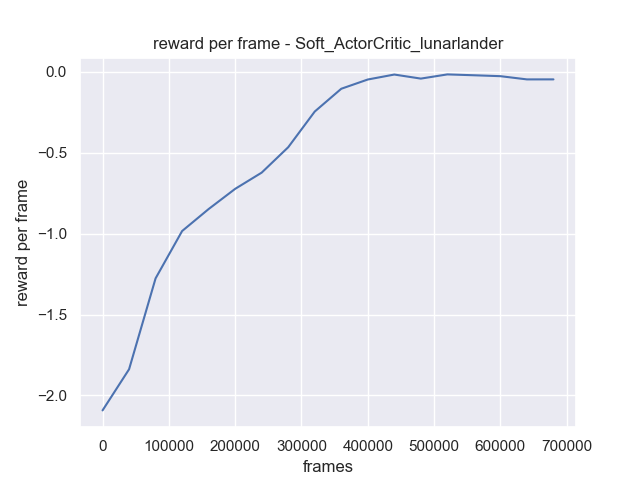 reward per frame - Soft_ActorCritic_lunarlander
0.0
−0.5
−1.0
−1.5
−2.0
reward per frame
0 100000 200000 300000 400000 500000 600000 700000
frames